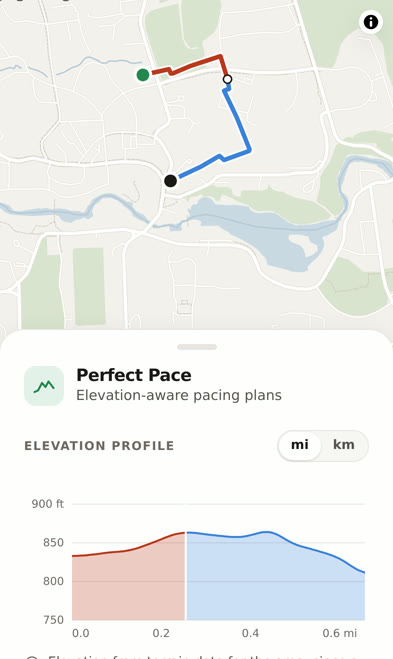 Perfect Pace
Elevation-aware pacing plans
ELEVATION PROFILE
mi km
900 ft
850
800
750
0.0 0.2 0.4 0.6 mi